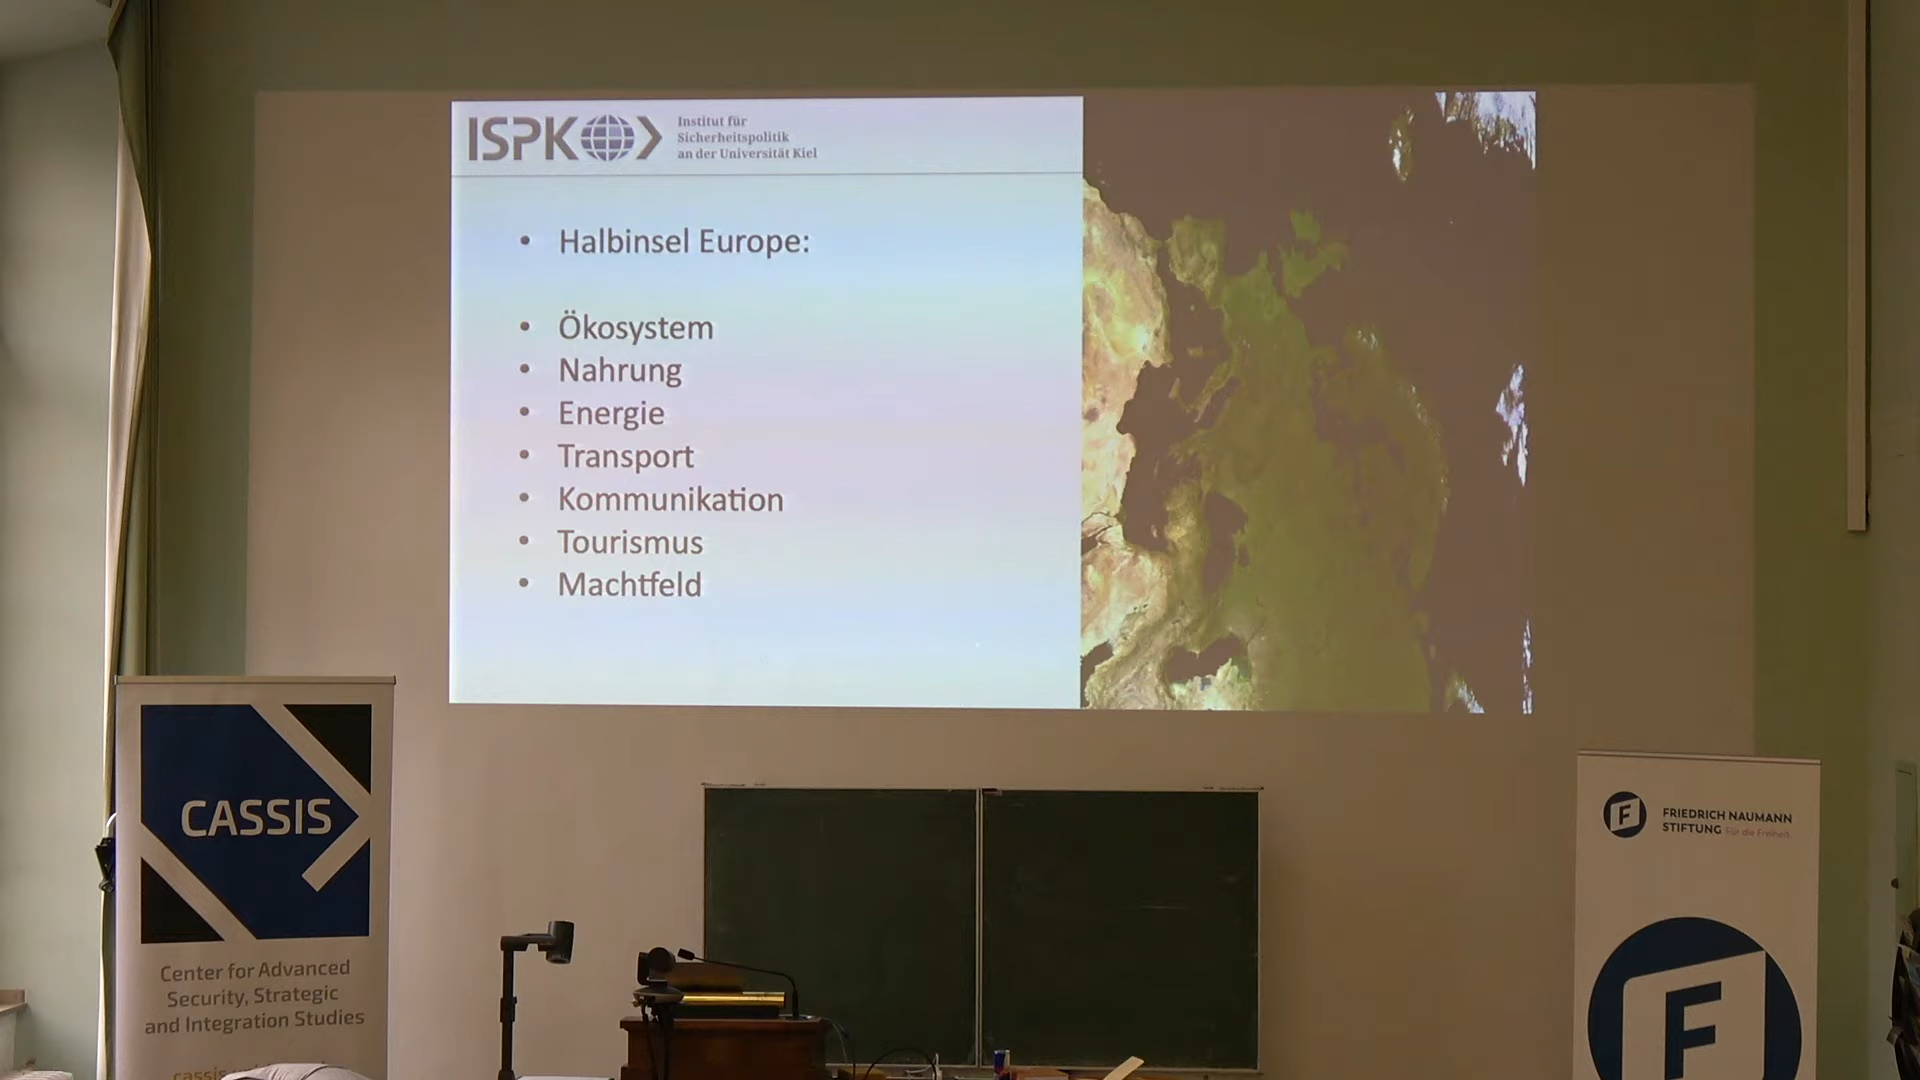 ISPK
Institut für
Sicherheitspolitik
an der Universität Kiel
• Halbinsel Europe:
• Ökosystem
• Nahrung
• Energie
• Transport
• Kommunikation
• Tourismus
• Machtfeld
CASSIS
Center for Advanced
Security, Strategic
and Integration Studies
FRIEDRICH NAUMANN
STIFTUNG Für die Freiheit.
F
F